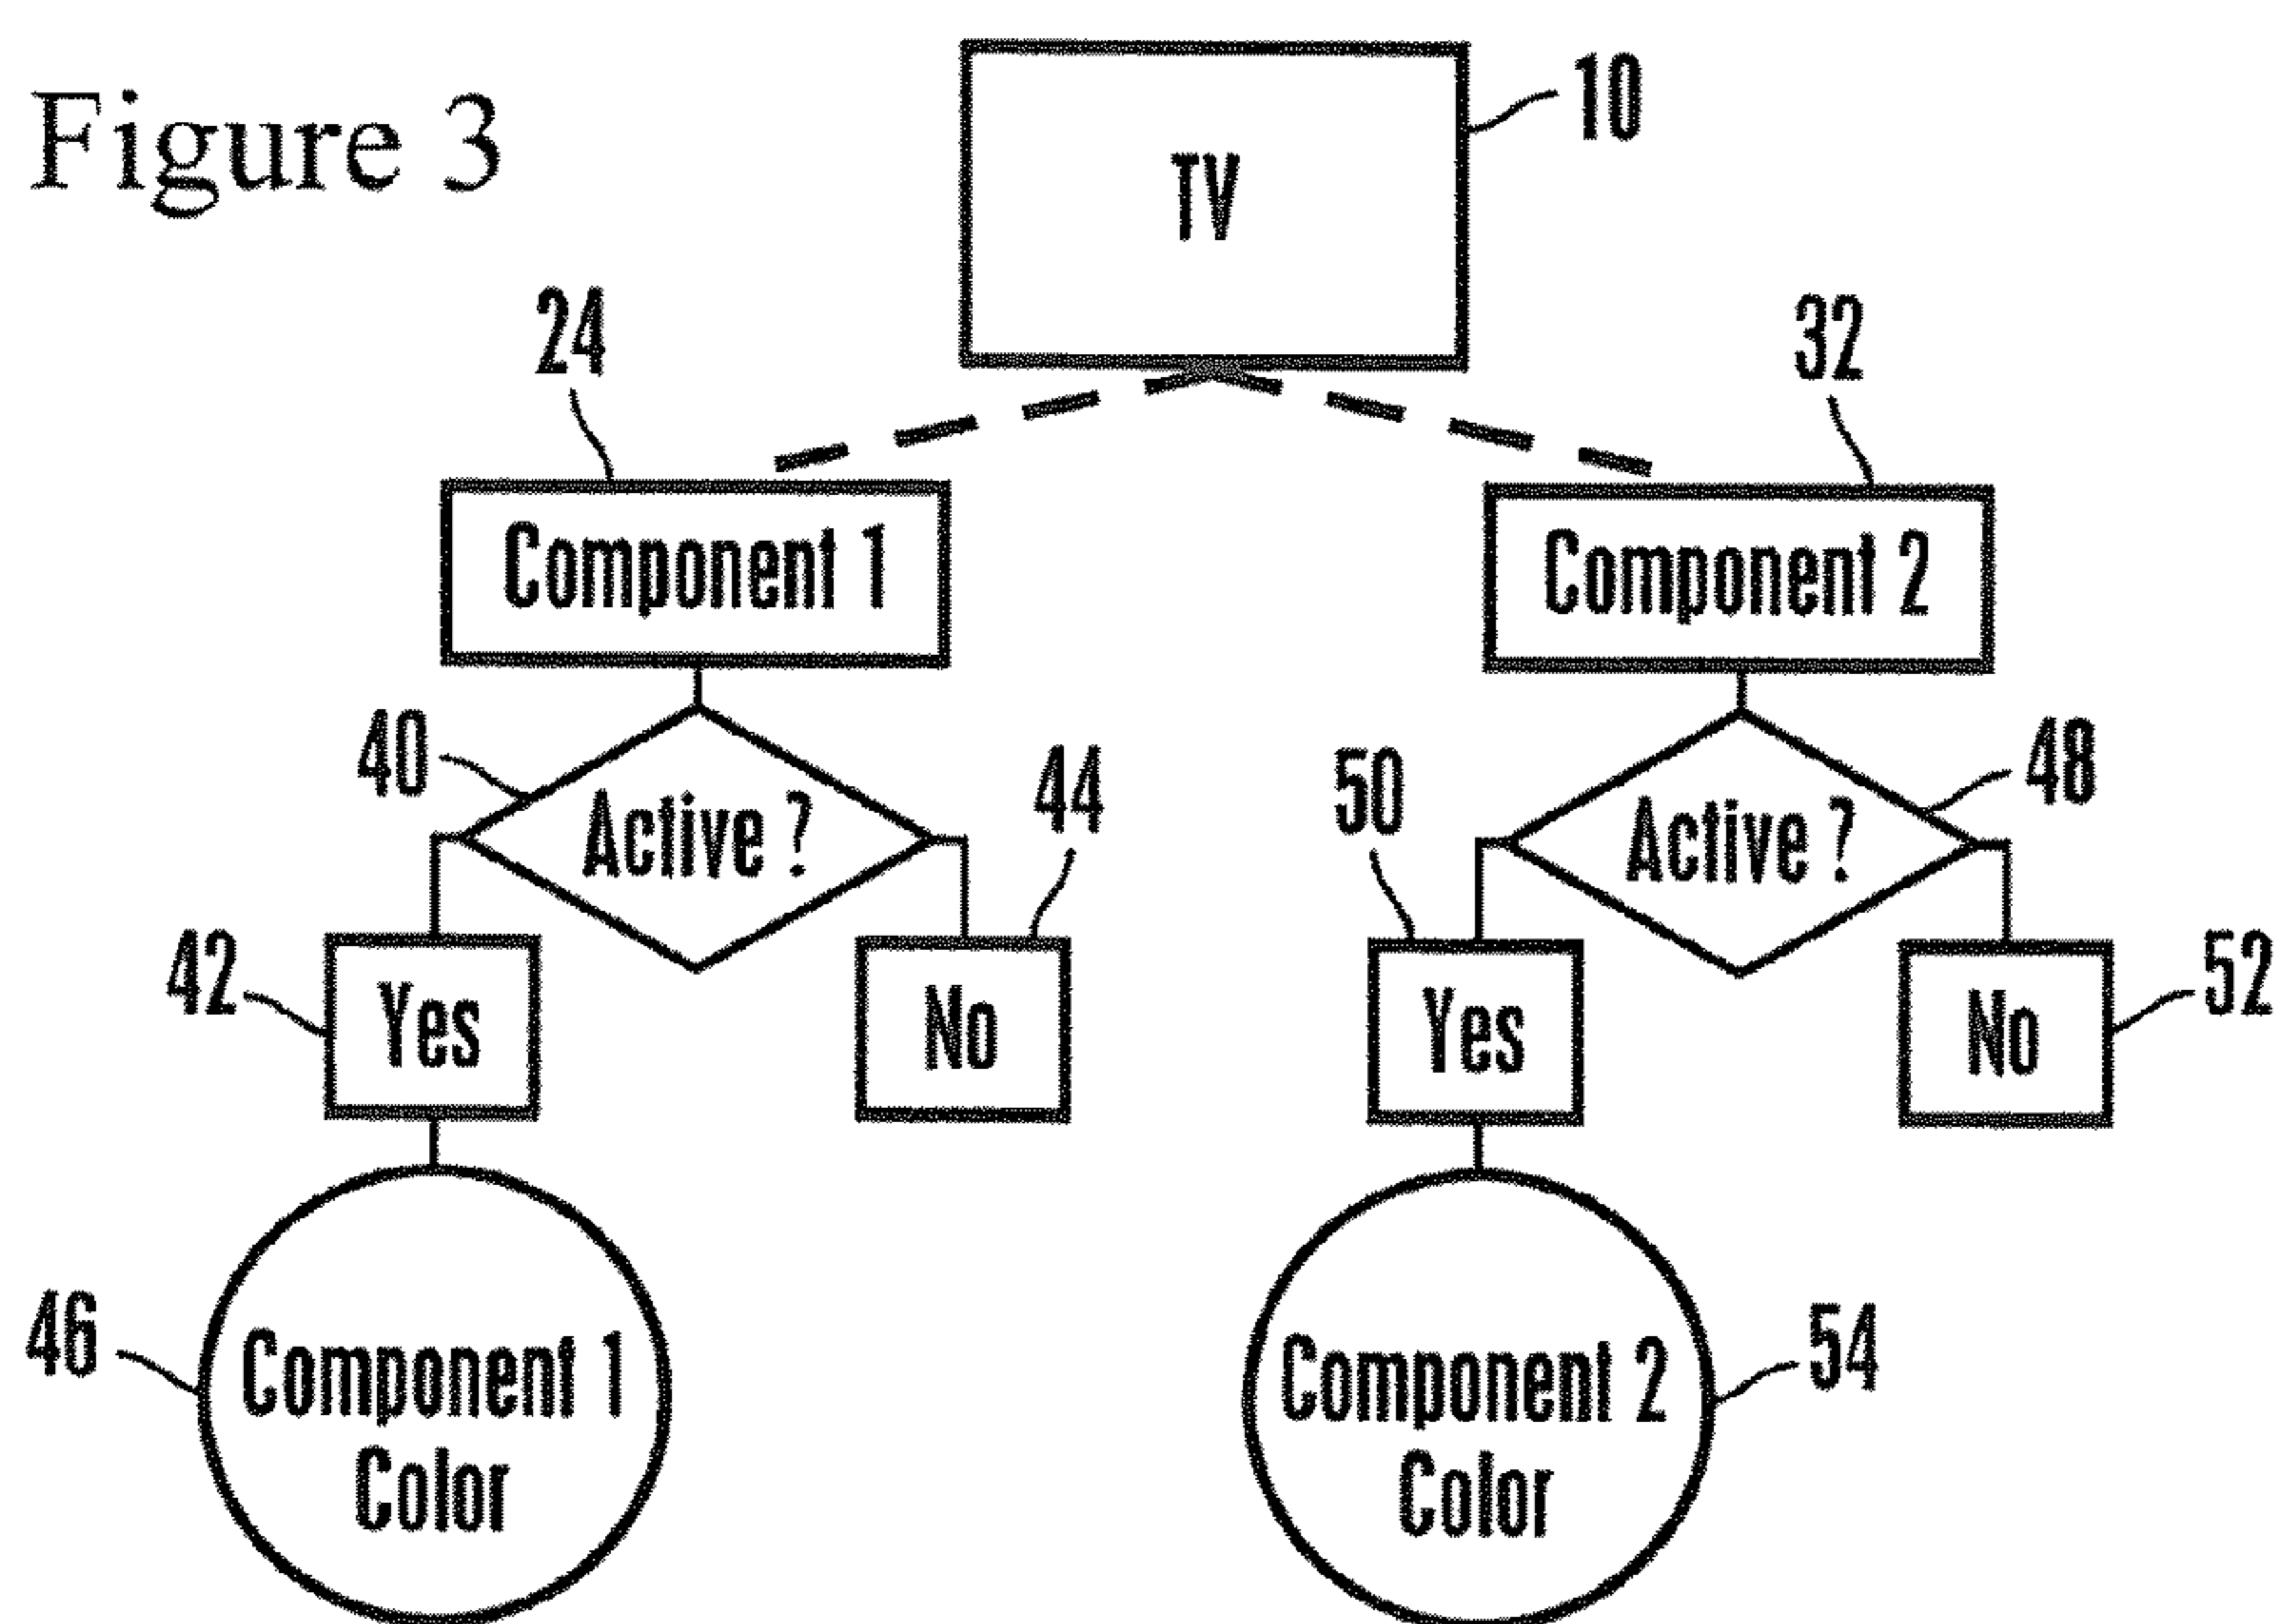 Figure 3
10
TV
24
32
Component 1
Component 2
40
Active ?
44
50
Active ?
48
42
Yes
No
Yes
No
52
46
Component 1
Color
Component 2
Color
54